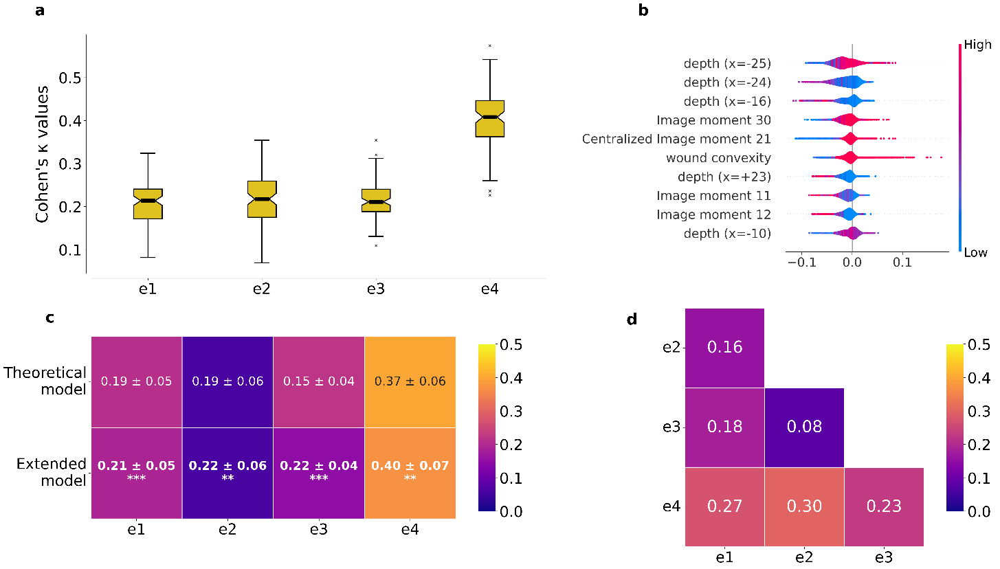 a
Cohen's κ values
0.5
0.4
0.3
0.2
0.1
e1 e2 e3 e4
b
depth (x=-25)
depth (x=-24)
depth (x=-16)
Image moment 30
Centralized Image moment 21
wound convexity
depth (x=+23)
Image moment 11
Image moment 12
depth (x=-10)
−0.1 0.0 0.1
High
Low
c
Theoretical
model
0.19 ± 0.05 0.19 ± 0.06 0.15 ± 0.04 0.37 ± 0.06
Extended
model
0.21 ± 0.05 0.22 ± 0.06 0.22 ± 0.04 0.40 ± 0.07
*** ** *** **
e1 e2 e3 e4
0.5
0.4
0.3
0.2
0.1
0.0
d
e2 0.16
e3 0.18 0.08
e4 0.27 0.30 0.23
e1 e2 e3
0.5
0.4
0.3
0.2
0.1
0.0